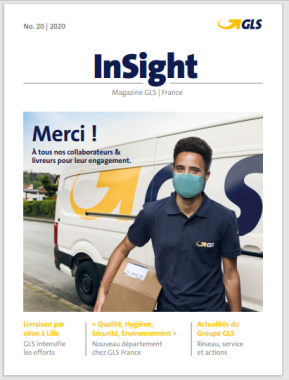 No. 20 | 2020
GLS
InSight
Magazine GLS | France
Merci !
À tous nos collaborateurs &
livreurs pour leur engagement.
GLS
GLS
Livraison par
eVan à Lille
GLS intensifie
les efforts
« Qualité, Hygiène,
Sécurité, Environnement »
Nouveau département
chez GLS France
Actualités du
Groupe GLS
Réseau, service
et actions